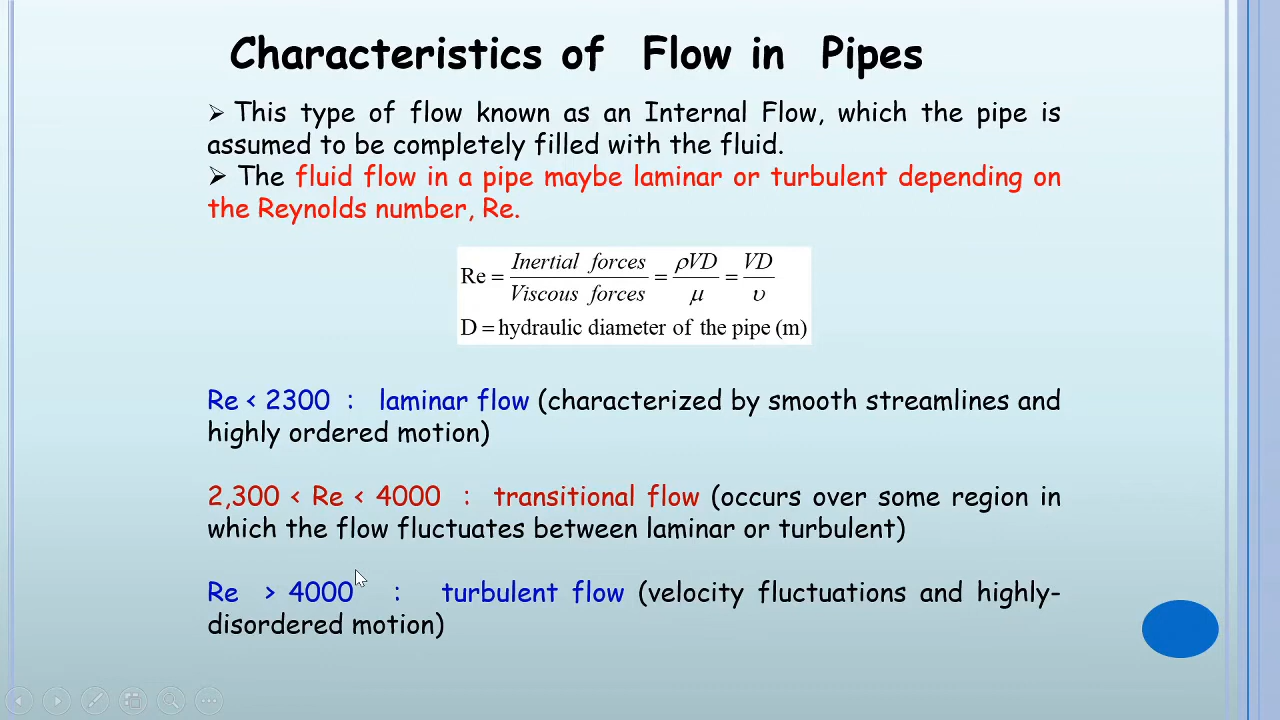 Characteristics of Flow in Pipes
➢ This type of flow known as an Internal Flow, which the pipe is
assumed to be completely filled with the fluid.
➢ The fluid flow in a pipe maybe laminar or turbulent depending on
the Reynolds number, Re.
Re = Inertial forces / Viscous forces = ρVD / μ = VD / υ
D = hydraulic diameter of the pipe (m)
Re < 2300 : laminar flow (characterized by smooth streamlines and
highly ordered motion)
2,300 < Re < 4000 : transitional flow (occurs over some region in
which the flow fluctuates between laminar or turbulent)
Re > 4000 : turbulent flow (velocity fluctuations and highly-
disordered motion)